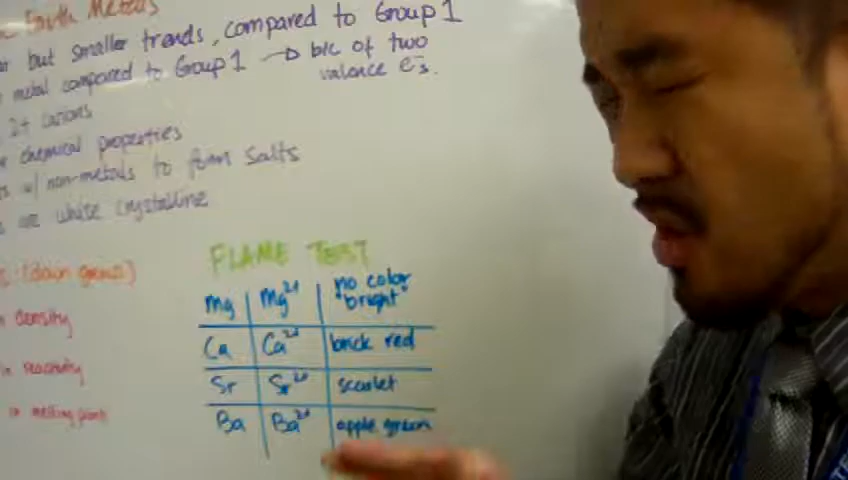 Earth Metals
but smaller trends, compared to Group 1
metal compared to Group 1 → b/c of two
valence e⁻s.
2+ cations
chemical properties
w/ non-metals to form salts
are white crystalline
(down group)
density
in reactivity
in melting point
FLAME TEST
Mg Mg²⁺ no color
"bright"
Ca Ca²⁺ brick red
Sr Sr²⁺ scarlet
Ba Ba²⁺ apple green